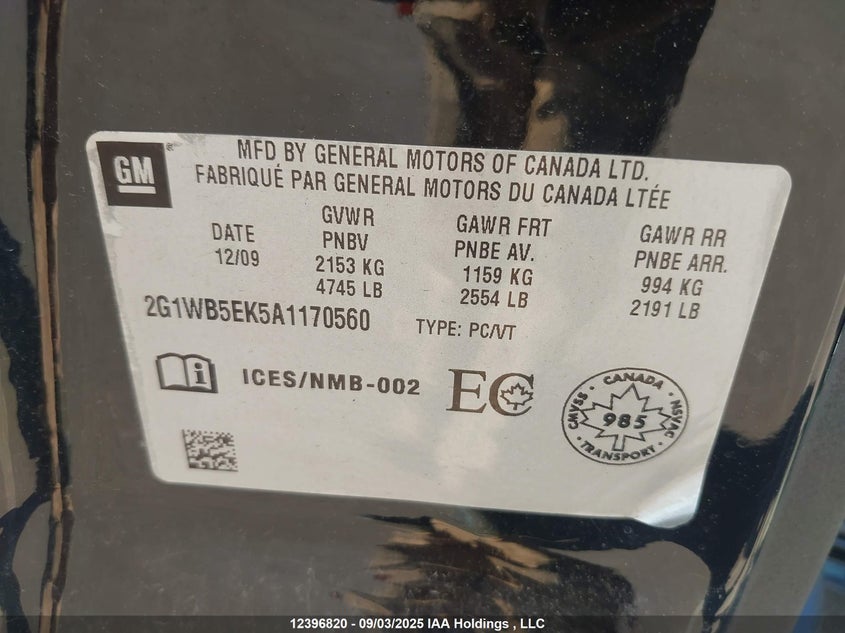 GM
MFD BY GENERAL MOTORS OF CANADA LTD.
FABRIQUÉ PAR GENERAL MOTORS DU CANADA LTÉE
DATE
12/09
GVWR
PNBV
2153 KG
4745 LB
GAWR FRT
PNBE AV.
1159 KG
2554 LB
GAWR RR
PNBE ARR.
994 KG
2191 LB
2G1WB5EK5A1170560
TYPE: PC/VT
i ICES/NMB-002
EC
CANADA
CMVSS
985
NSVAC
TRANSPORT
12396820 - 09/03/2025 IAA Holdings , LLC